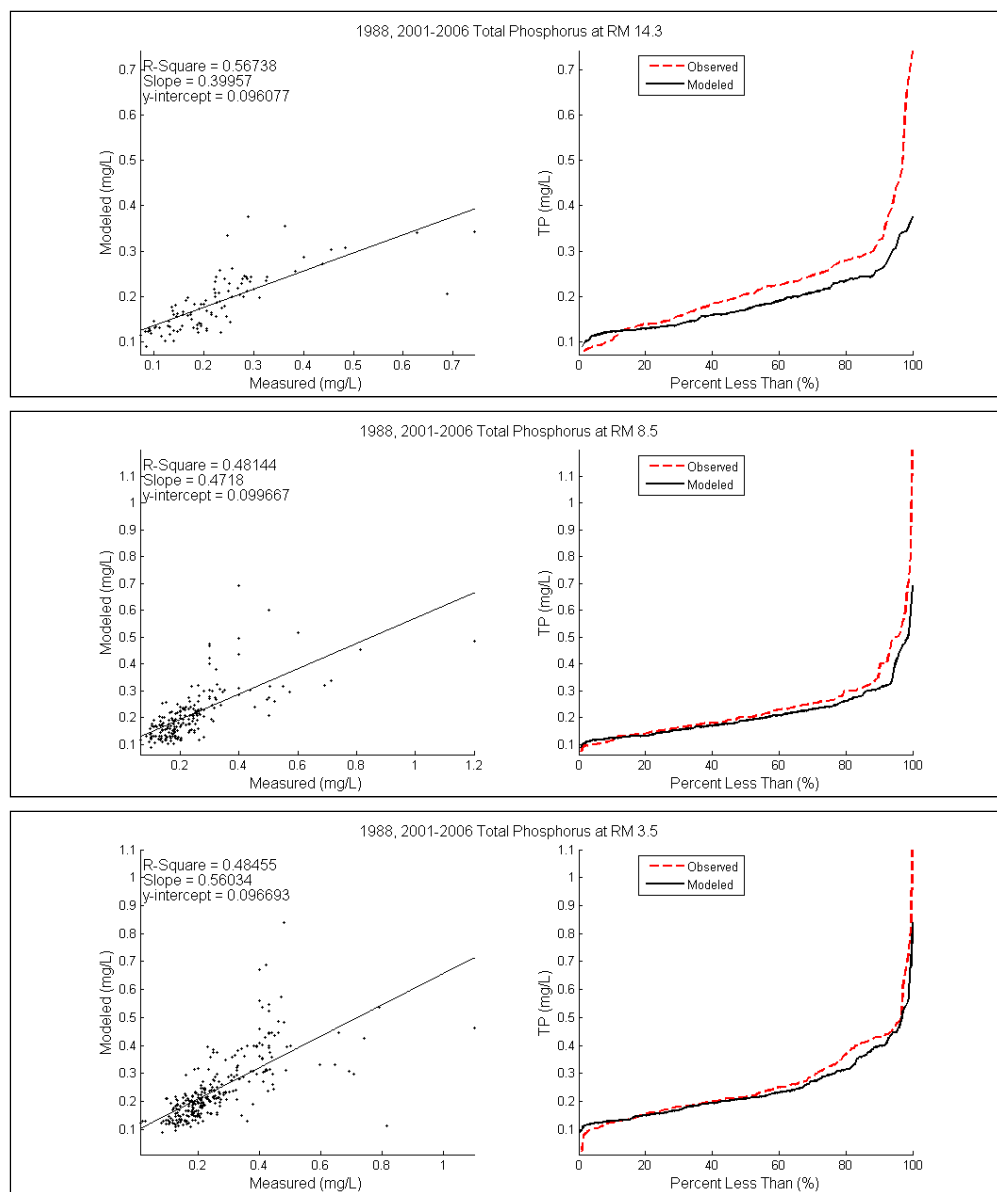 1988, 2001-2006 Total Phosphorus at RM 14.3
R-Square = 0.56738
Slope = 0.39957
y-intercept = 0.096077
0.7
0.6
0.5
0.4
0.3
0.2
0.1
Modeled (mg/L)
0.1 0.2 0.3 0.4 0.5 0.6 0.7
Measured (mg/L)
Observed
Modeled
0.7
0.6
0.5
0.4
0.3
0.2
0.1
TP (mg/L)
0 20 40 60 80 100
Percent Less Than (%)
1988, 2001-2006 Total Phosphorus at RM 8.5
R-Square = 0.48144
Slope = 0.4718
y-intercept = 0.099667
1.1
1
0.9
0.8
0.7
0.6
0.5
0.4
0.3
0.2
0.1
Modeled (mg/L)
0.2 0.4 0.6 0.8 1 1.2
Measured (mg/L)
Observed
Modeled
1.1
1
0.9
0.8
0.7
0.6
0.5
0.4
0.3
0.2
0.1
TP (mg/L)
0 20 40 60 80 100
Percent Less Than (%)
1988, 2001-2006 Total Phosphorus at RM 3.5
R-Square = 0.48455
Slope = 0.56034
y-intercept = 0.096693
1.1
1
0.9
0.8
0.7
0.6
0.5
0.4
0.3
0.2
0.1
Modeled (mg/L)
0.2 0.4 0.6 0.8 1
Measured (mg/L)
Observed
Modeled
1.1
1
0.9
0.8
0.7
0.6
0.5
0.4
0.3
0.2
0.1
TP (mg/L)
0 20 40 60 80 100
Percent Less Than (%)